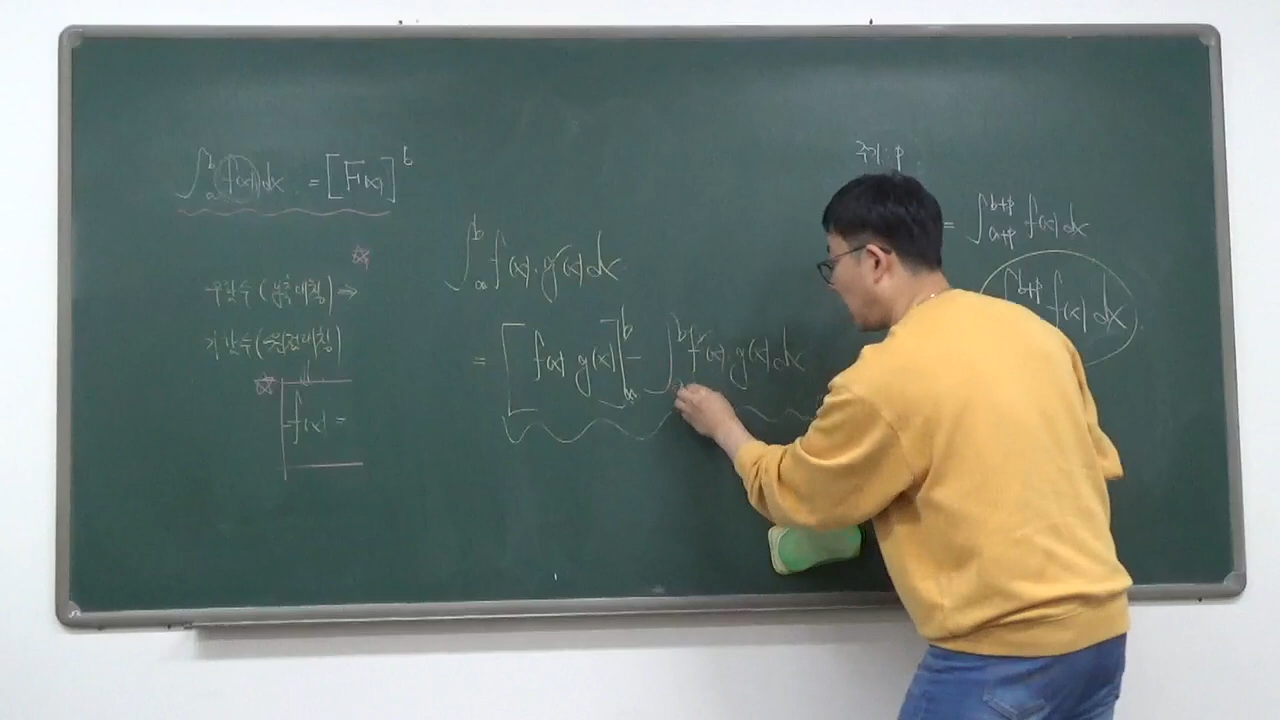 ∫ₐᵇ f(x) dx = [F(x)]ᵇ
우함수 (y축대칭) ⇒
기함수 (원점대칭)
f(x) =
∫ₐᵇ f(x)·g'(x) dx
= [f(x) g(x)]ₐᵇ - ∫ₐᵇ f'(x)·g(x) dx
주기: p
= ∫ₐ₊ₚᵇ⁺ᵖ f(x) dx
∫ᵇ⁺ᵖ f(x) dx